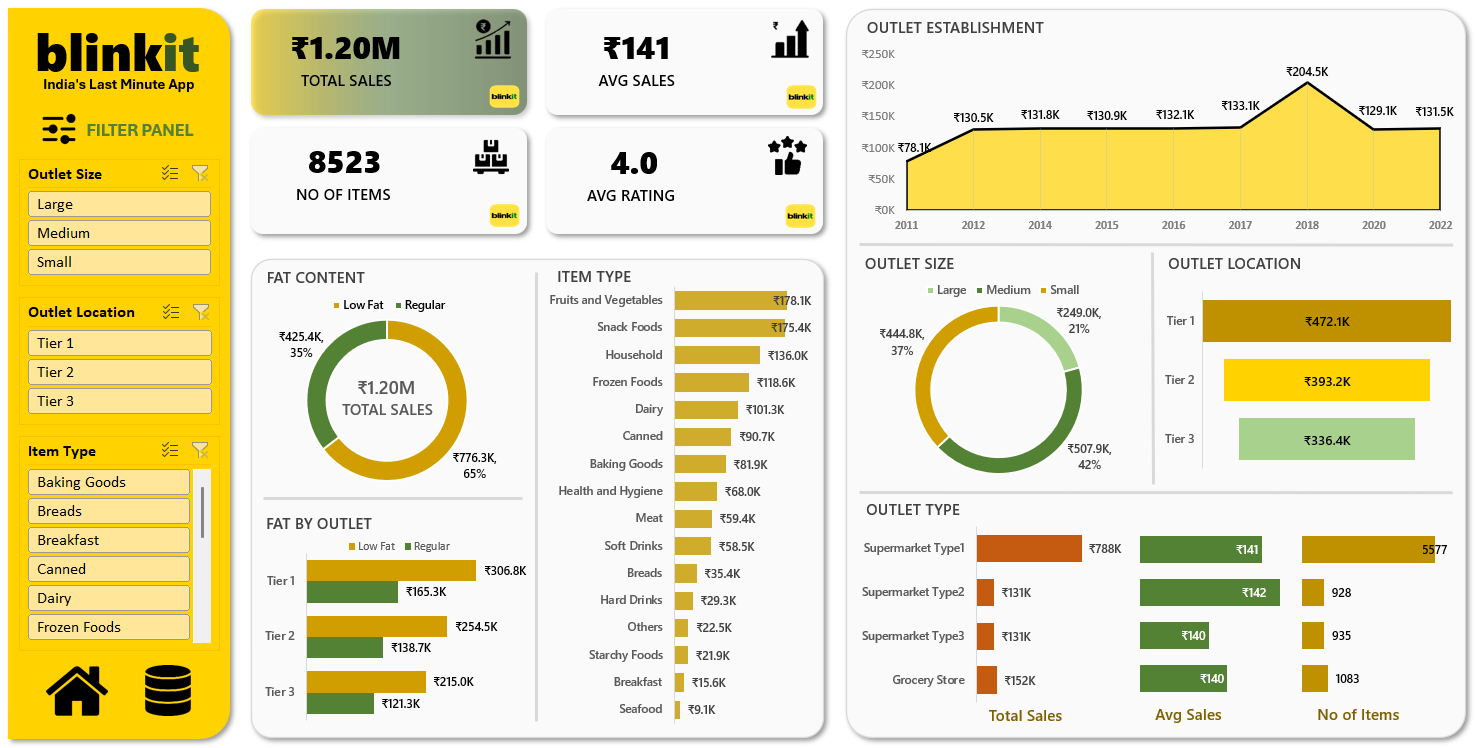 blinkit
India's Last Minute App
FILTER PANEL
Outlet Size
Large
Medium
Small
Outlet Location
Tier 1
Tier 2
Tier 3
Item Type
Baking Goods
Breads
Breakfast
Canned
Dairy
Frozen Foods
₹1.20M
TOTAL SALES
blinkit
₹
₹141
AVG SALES
blinkit
₹
8523
NO OF ITEMS
blinkit
4.0
AVG RATING
blinkit
FAT CONTENT
Low Fat Regular
₹425.4K,
35%
₹1.20M
TOTAL SALES
₹776.3K,
65%
FAT BY OUTLET
Low Fat Regular
Tier 1 ₹306.8K
₹165.3K
Tier 2 ₹254.5K
₹138.7K
Tier 3 ₹215.0K
₹121.3K
ITEM TYPE
Fruits and Vegetables ₹178.1K
Snack Foods ₹175.4K
Household ₹136.0K
Frozen Foods ₹118.6K
Dairy ₹101.3K
Canned ₹90.7K
Baking Goods ₹81.9K
Health and Hygiene ₹68.0K
Meat ₹59.4K
Soft Drinks ₹58.5K
Breads ₹35.4K
Hard Drinks ₹29.3K
Others ₹22.5K
Starchy Foods ₹21.9K
Breakfast ₹15.6K
Seafood ₹9.1K
OUTLET ESTABLISHMENT
₹250K
₹200K
₹150K
₹100K
₹50K
₹0K
₹78.1K ₹130.5K ₹131.8K ₹130.9K ₹132.1K ₹133.1K ₹204.5K ₹129.1K ₹131.5K
2011 2012 2014 2015 2016 2017 2018 2020 2022
OUTLET SIZE
Large Medium Small
₹249.0K,
21%
₹444.8K,
37%
₹507.9K,
42%
OUTLET LOCATION
Tier 1 ₹472.1K
Tier 2 ₹393.2K
Tier 3 ₹336.4K
OUTLET TYPE
Supermarket Type1 ₹788K ₹141 5577
Supermarket Type2 ₹131K ₹142 928
Supermarket Type3 ₹131K ₹140 935
Grocery Store ₹152K ₹140 1083
Total Sales Avg Sales No of Items